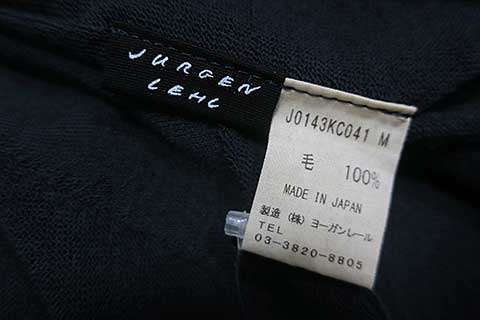 JURGEN
LEHL
J0143KC041 M
毛 100%
MADE IN JAPAN
製造 (株) ヨーガンレール
TEL
03-3820-8805